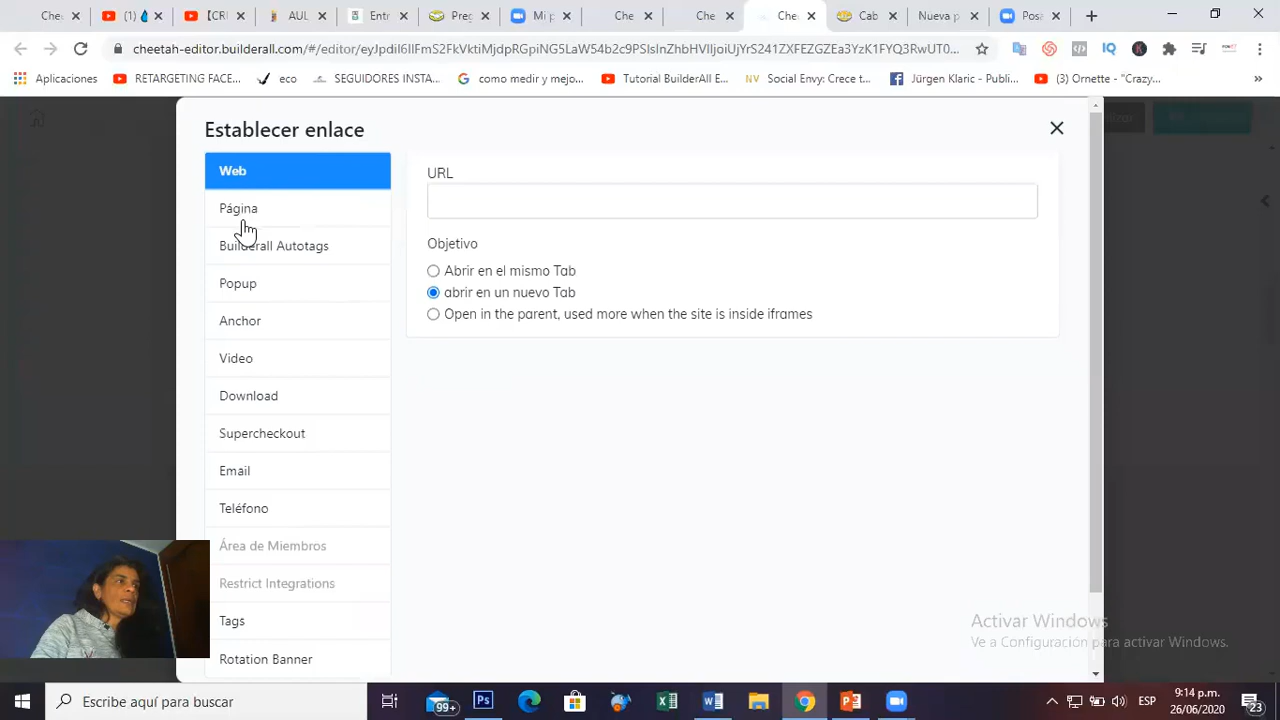 Che
(1)
[CRI
AUL
Entr
Preg
Mi p
Che
Che
Che
Cab
Nueva p
Pos
cheetah-editor.builderall.com/#/editor/
Aplicaciones
RETARGETING FACE...
eco
SEGUIDORES INSTA...
como medir y mejo...
Tutorial BuilderAll E...
Social Envy: Crece t...
Jürgen Klaric - Publi...
(3) Ornette - "Crazy...
»
Establecer enlace
Web
URL
Página
Builderall Autotags
Objetivo
Abrir en el mismo Tab
Popup
abrir en un nuevo Tab
Anchor
Open in the parent, used more when the site is inside iframes
Video
Download
Supercheckout
Email
Teléfono
Área de Miembros
Restrict Integrations
Tags
Rotation Banner
Activar Windows
Ve a Configuración para activar Windows.
Escribe aquí para buscar
99+
ESP
9:14 p.m.
26/06/2020
23